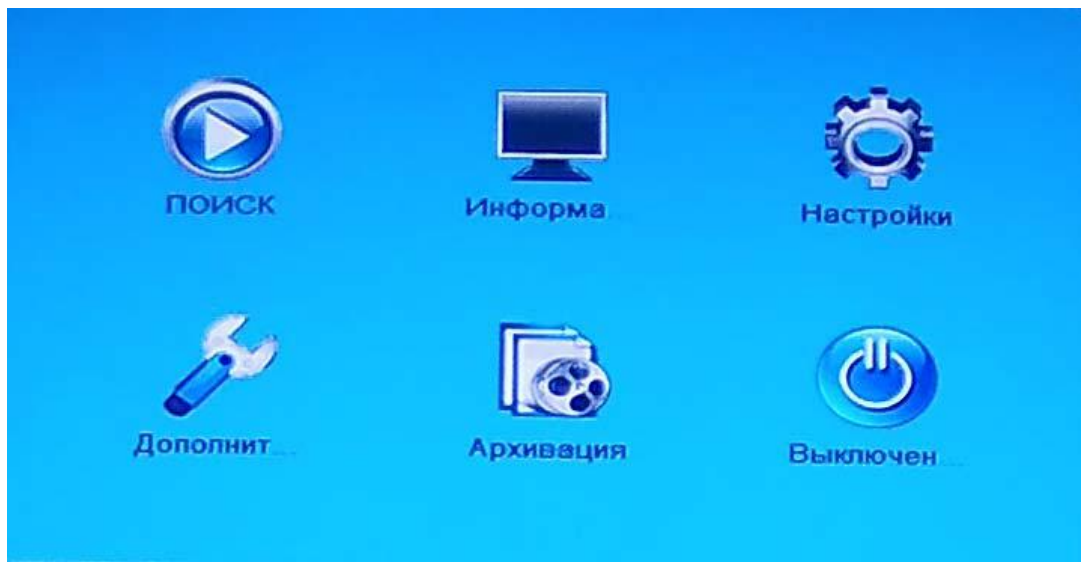 ПОИСК
Информа...
Настройки
Дополнит...
Архивация
Выключен...